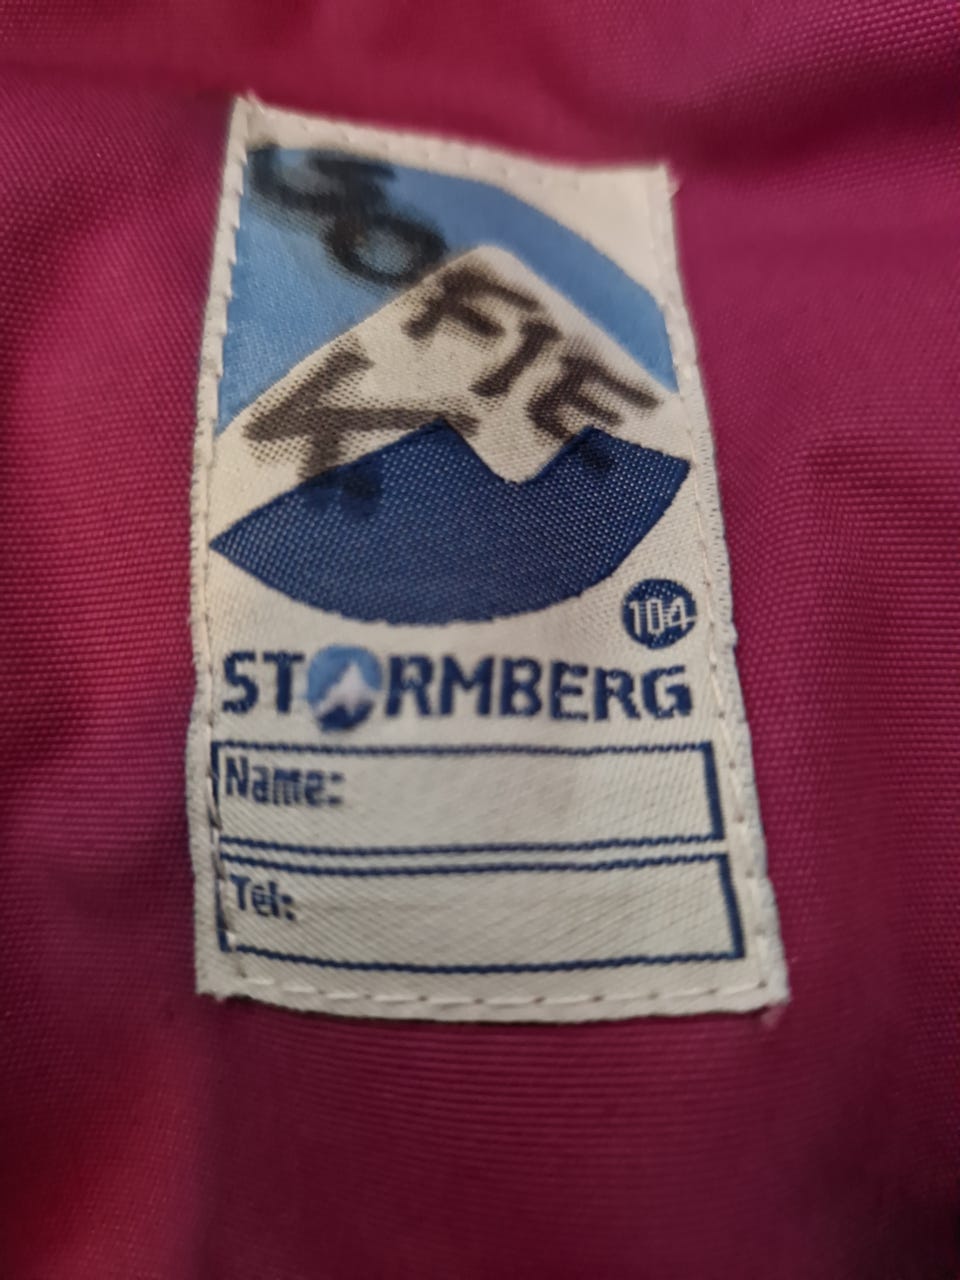 SOFIE
K
104
STORMBERG
Name:
Tel: